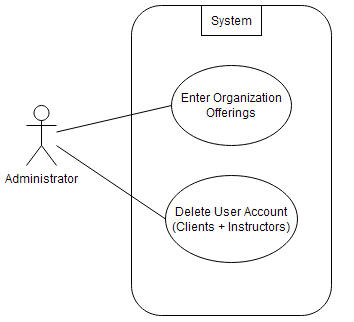 System
Enter Organization
Offerings
Administrator
Delete User Account
(Clients + Instructors)